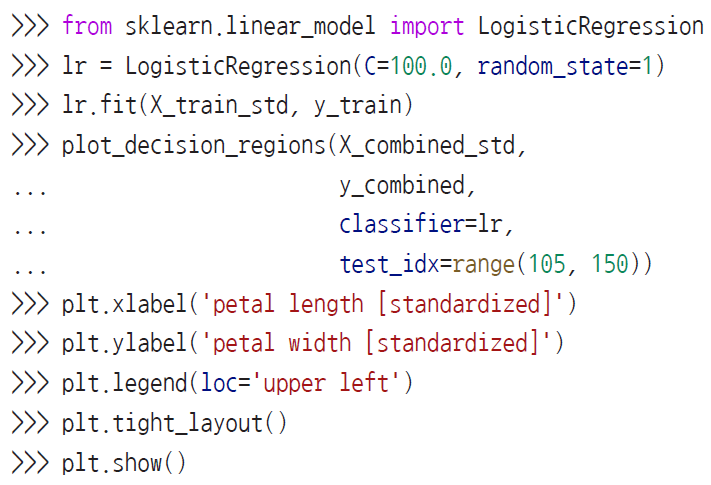 >>> from sklearn.linear_model import LogisticRegression
>>> lr = LogisticRegression(C=100.0, random_state=1)
>>> lr.fit(X_train_std, y_train)
>>> plot_decision_regions(X_combined_std,
...                       y_combined,
...                       classifier=lr,
...                       test_idx=range(105, 150))
>>> plt.xlabel('petal length [standardized]')
>>> plt.ylabel('petal width [standardized]')
>>> plt.legend(loc='upper left')
>>> plt.tight_layout()
>>> plt.show()